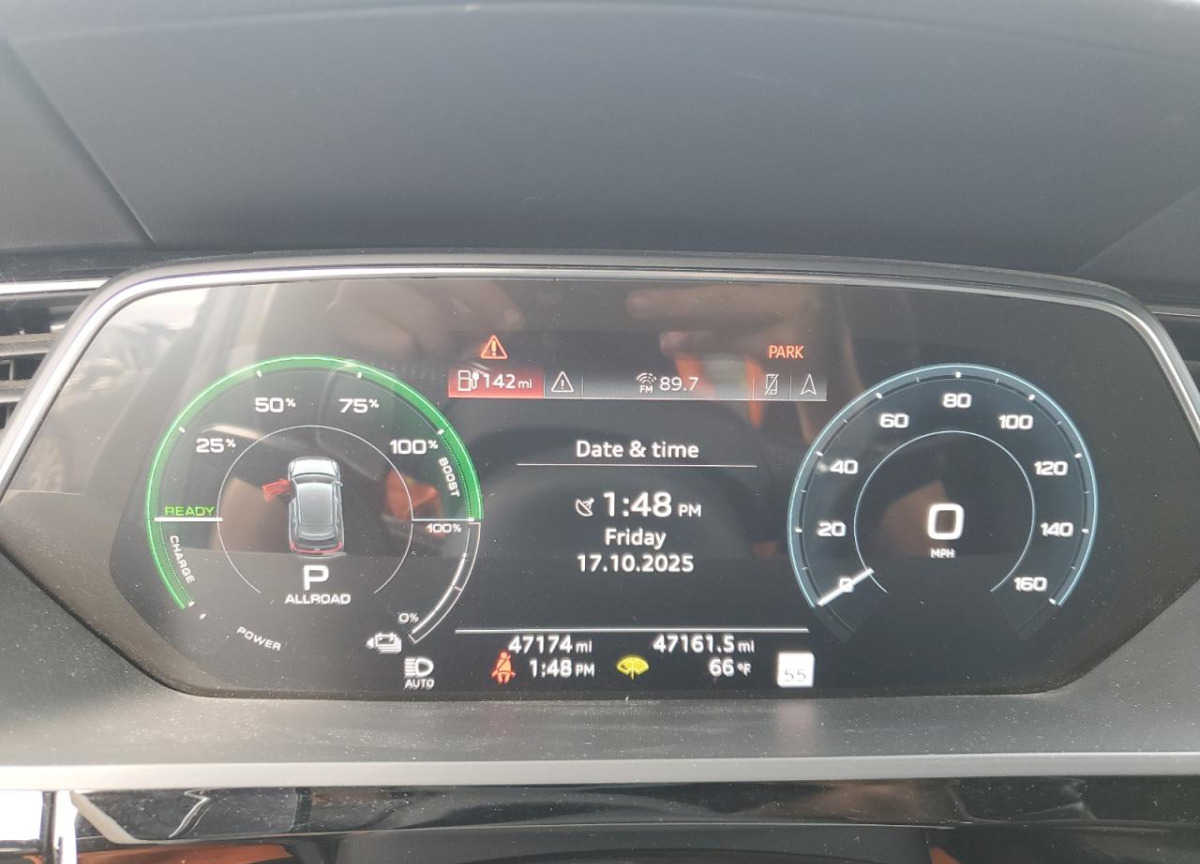 PARK
142 mi
FM 89.7
50%
75%
25%
100%
BOOST
READY
100%
CHARGE
P
ALLROAD
0%
POWER
Date & time
1:48 PM
Friday
17.10.2025
80
60
100
40
120
20
140
0
160
0
MPH
47174 mi
47161.5 mi
AUTO
1:48 PM
66 °F
55